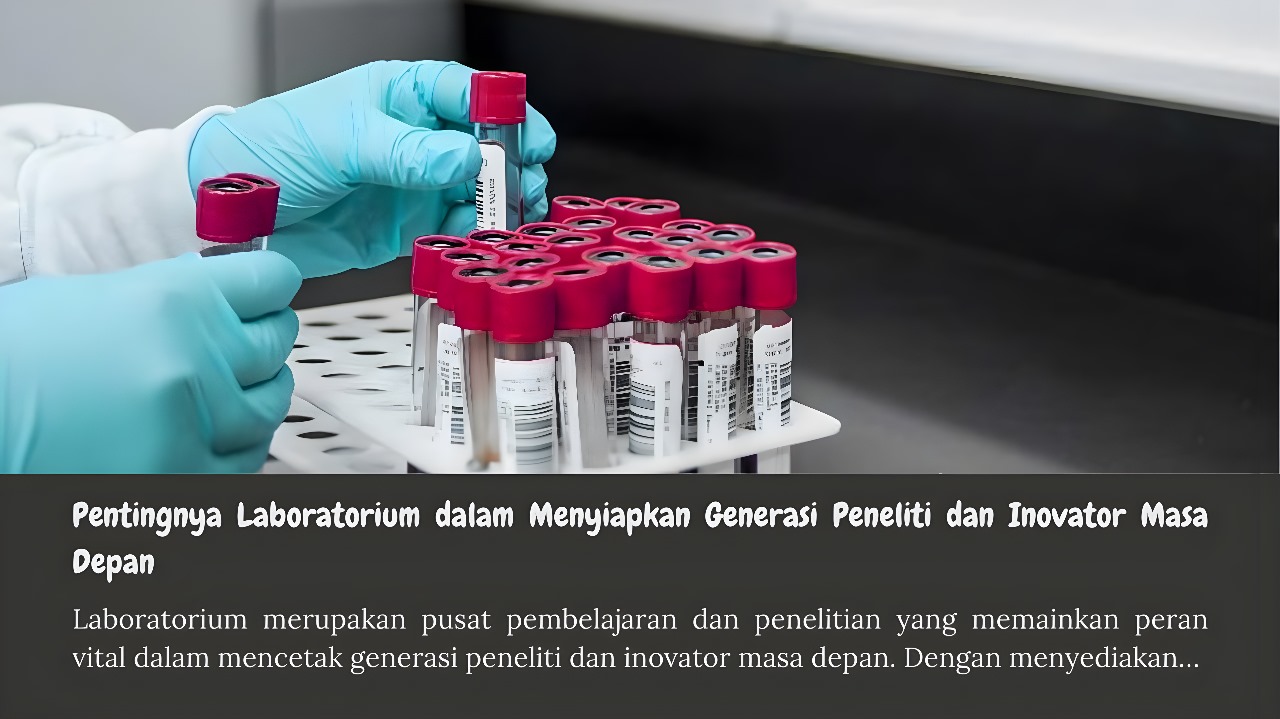 Pentingnya Laboratorium dalam Menyiapkan Generasi Peneliti dan Inovator Masa
Depan
Laboratorium merupakan pusat pembelajaran dan penelitian yang memainkan peran
vital dalam mencetak generasi peneliti dan inovator masa depan. Dengan menyediakan...